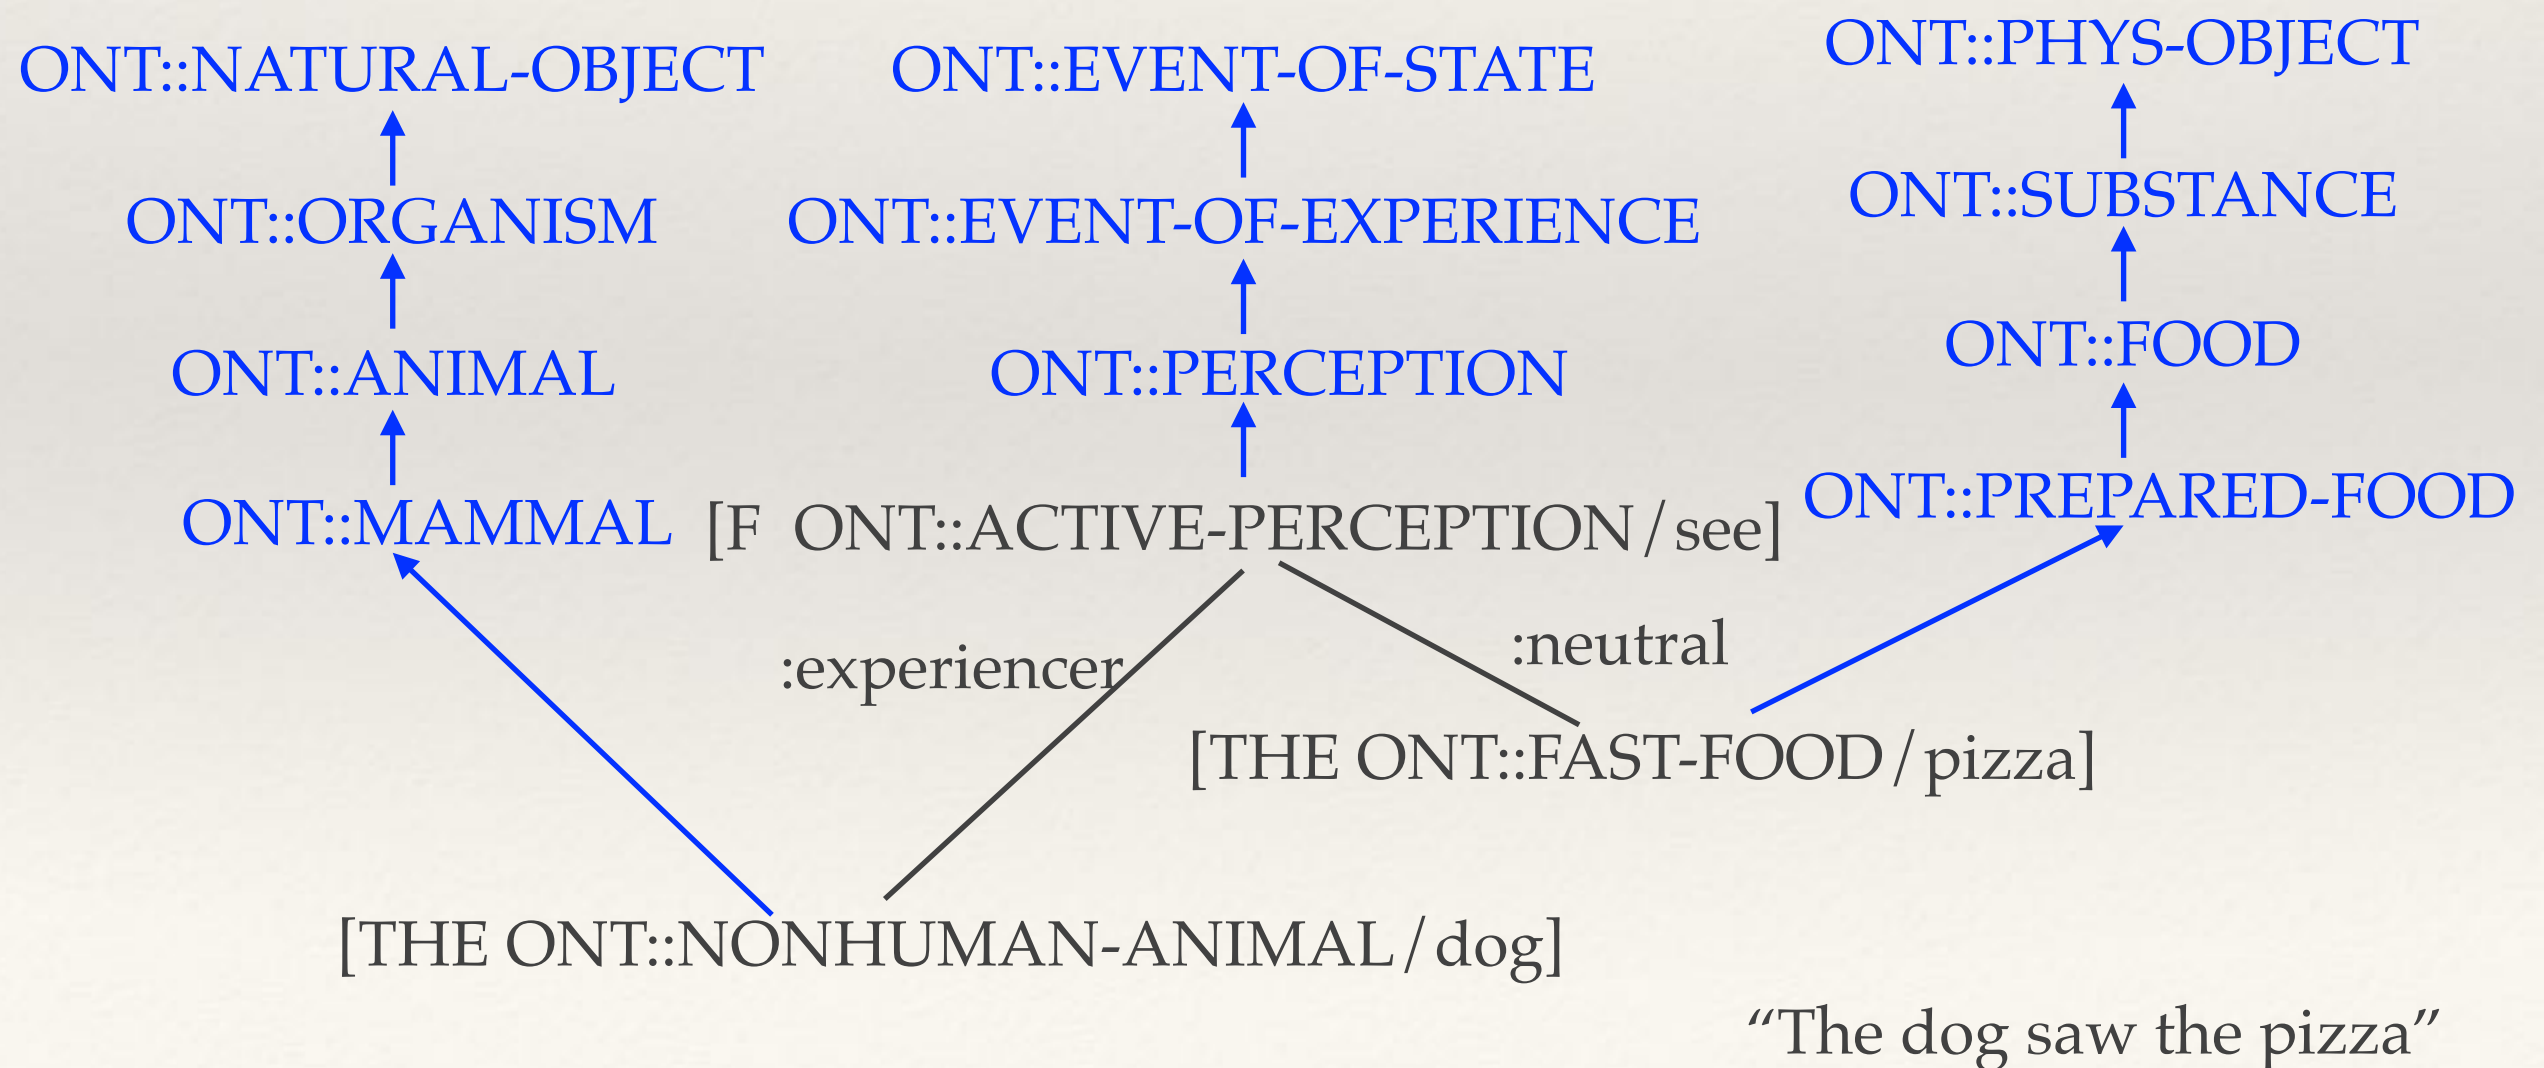 ONT::NATURAL-OBJECT
ONT::EVENT-OF-STATE
ONT::PHYS-OBJECT
ONT::ORGANISM
ONT::EVENT-OF-EXPERIENCE
ONT::SUBSTANCE
ONT::ANIMAL
ONT::PERCEPTION
ONT::FOOD
ONT::MAMMAL
[F ONT::ACTIVE-PERCEPTION/see]
ONT::PREPARED-FOOD
:experiencer
:neutral
[THE ONT::FAST-FOOD/pizza]
[THE ONT::NONHUMAN-ANIMAL/dog]
“The dog saw the pizza”